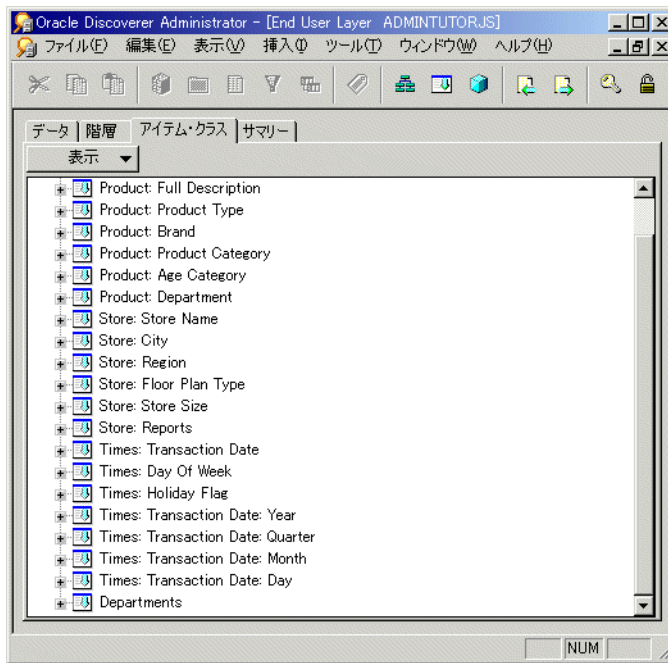 Oracle Discoverer Administrator - [End User Layer  ADMINTUTORJS]
ファイル(F) 編集(E) 表示(V) 挿入(I) ツール(T) ウィンドウ(W) ヘルプ(H)
データ 階層 アイテム・クラス サマリー
表示
Product: Full Description
Product: Product Type
Product: Brand
Product: Product Category
Product: Age Category
Product: Department
Store: Store Name
Store: City
Store: Region
Store: Floor Plan Type
Store: Store Size
Store: Reports
Times: Transaction Date
Times: Day Of Week
Times: Holiday Flag
Times: Transaction Date: Year
Times: Transaction Date: Quarter
Times: Transaction Date: Month
Times: Transaction Date: Day
Departments
NUM